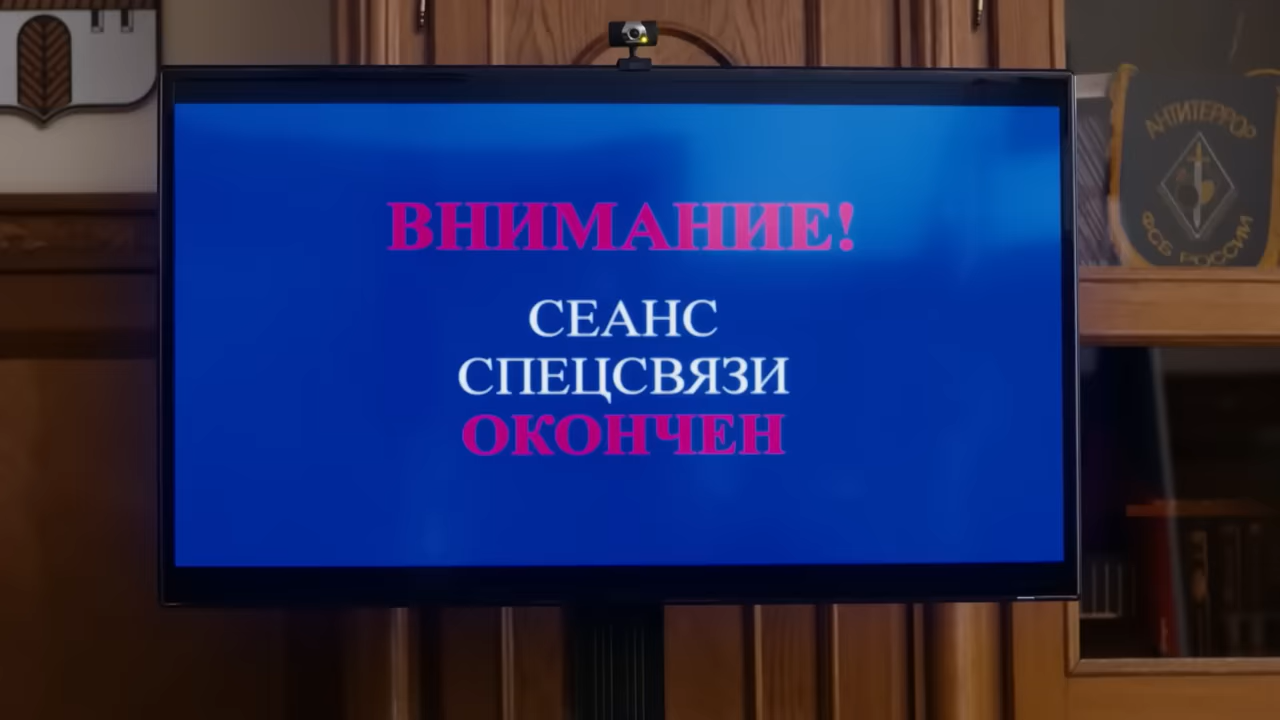 ВНИМАНИЕ!
СЕАНС
СПЕЦСВЯЗИ
ОКОНЧЕН
АНТИТЕРРОР
ФСБ РОССИИ